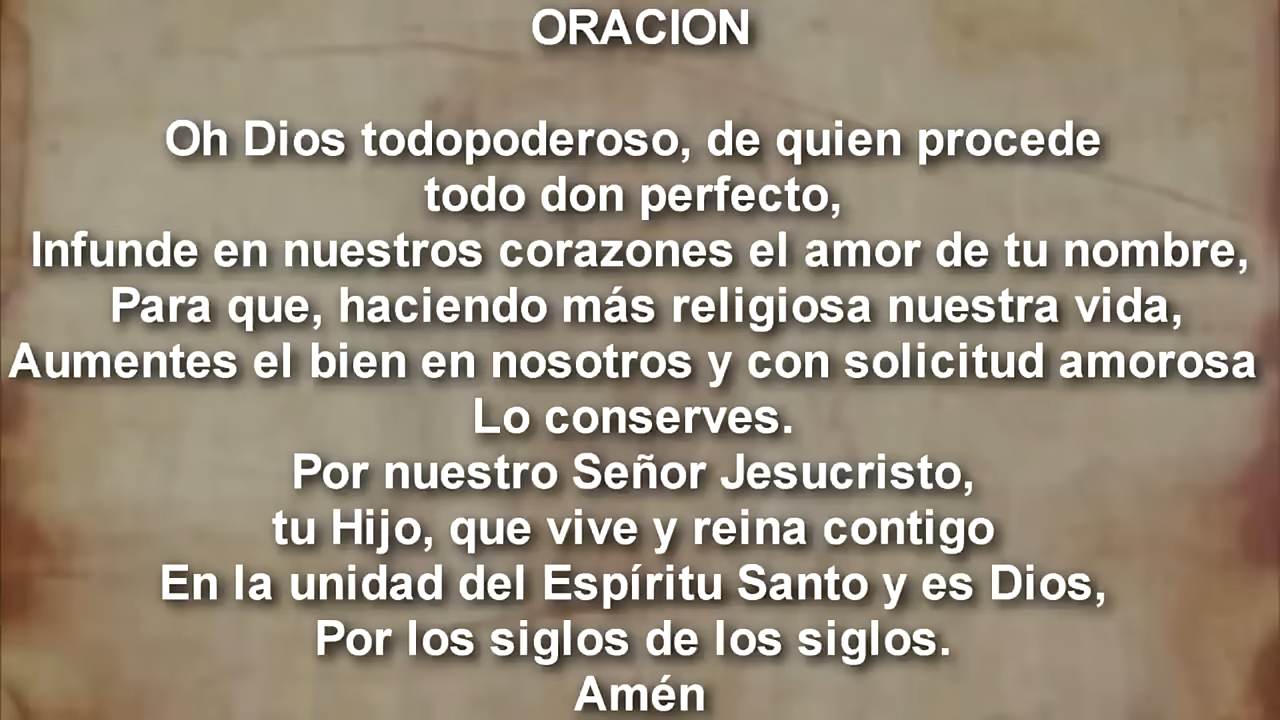 ORACION
Oh Dios todopoderoso, de quien procede
todo don perfecto,
Infunde en nuestros corazones el amor de tu nombre,
Para que, haciendo más religiosa nuestra vida,
Aumentes el bien en nosotros y con solicitud amorosa
Lo conserves.
Por nuestro Señor Jesucristo,
tu Hijo, que vive y reina contigo
En la unidad del Espíritu Santo y es Dios,
Por los siglos de los siglos.
Amén